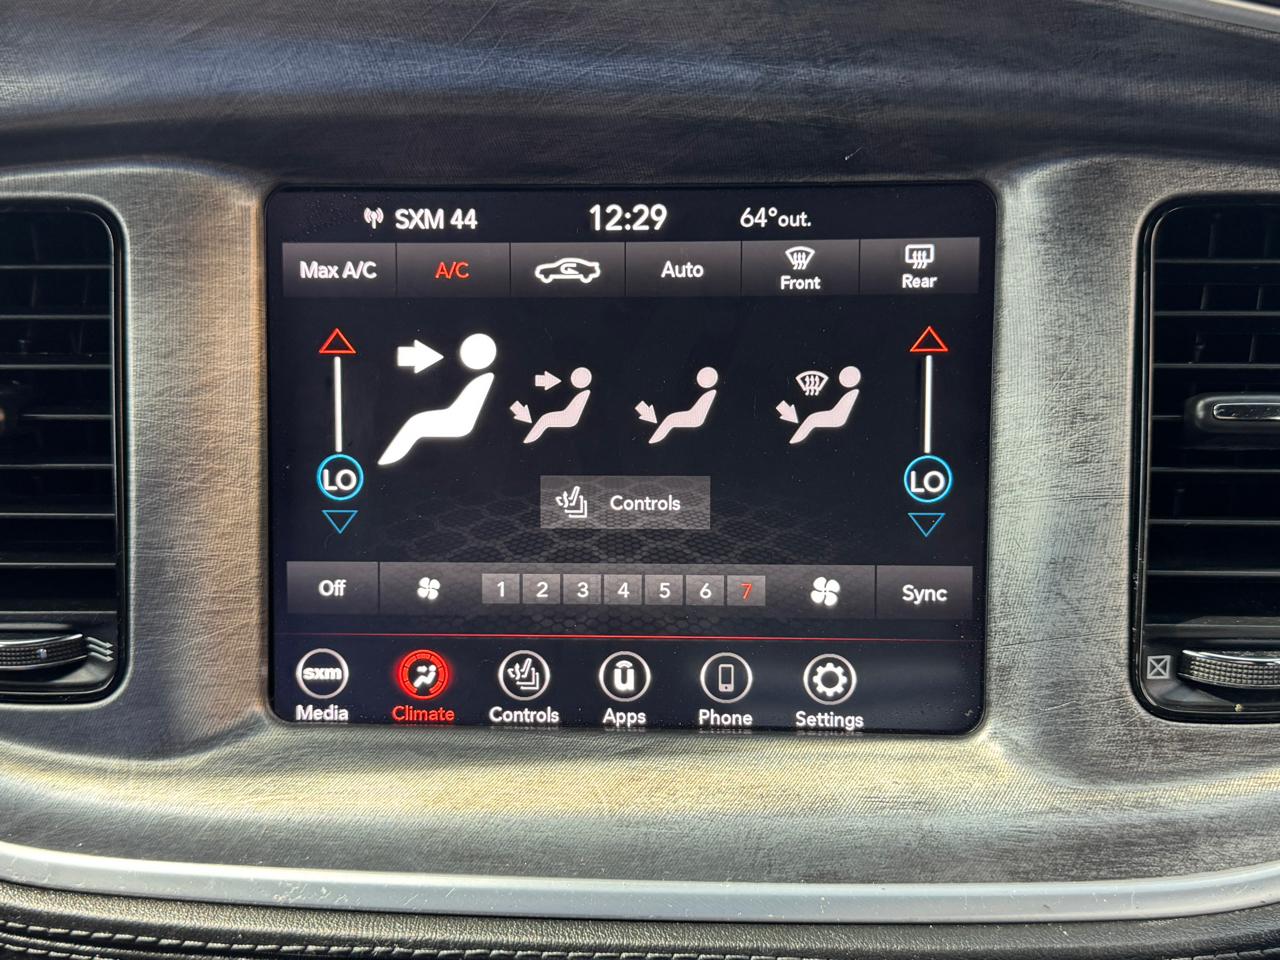 SXM 44 12:29 64°out.
Max A/C A/C Auto Front Rear
LO LO
Controls
Off 1 2 3 4 5 6 7 Sync
sxm
Media Climate Controls Apps Phone Settings